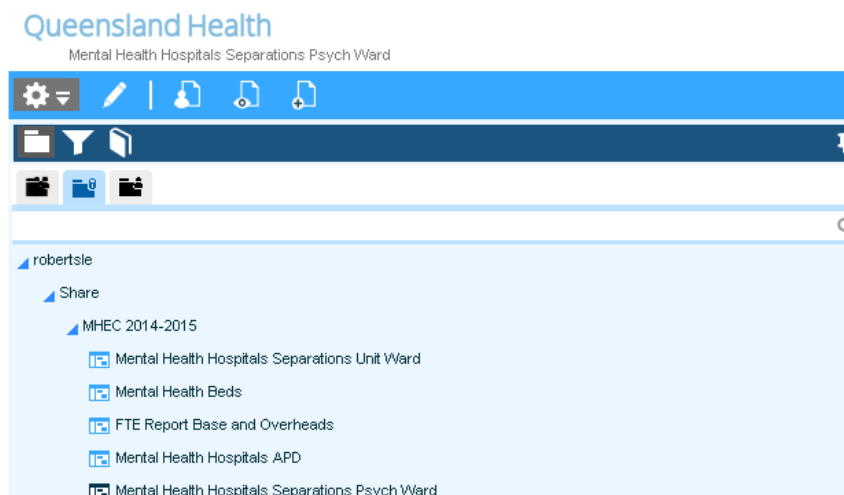 Queensland Health
Mental Health Hospitals Separations Psych Ward
robertsle
Share
MHEC 2014-2015
Mental Health Hospitals Separations Unit Ward
Mental Health Beds
FTE Report Base and Overheads
Mental Health Hospitals APD
Mental Health Hospitals Separations Psych Ward